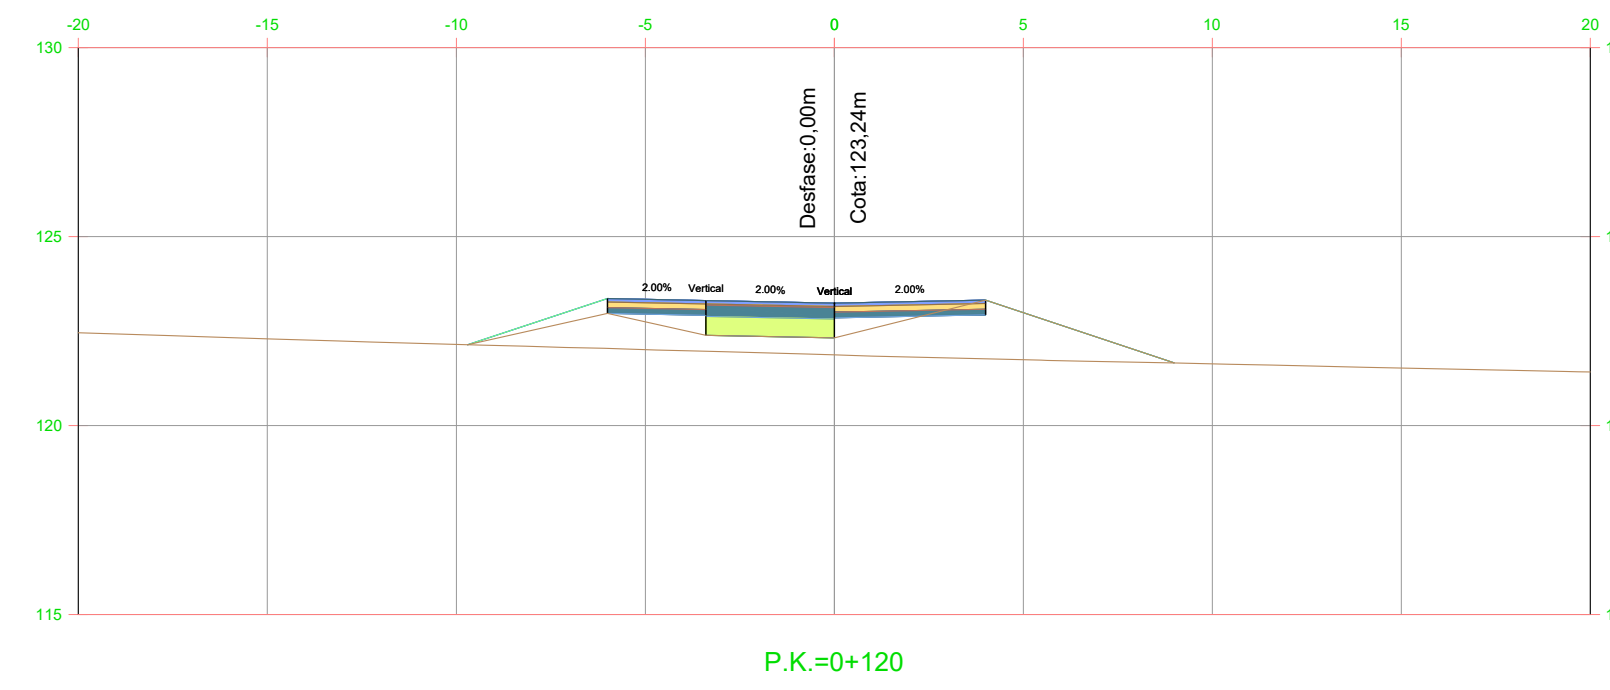 -20 -15 -10 -5 0 5 10 15 20
130
Desfase:0,00m
Cota:123,24m
125
2.00% Vertical 2.00% Vertical 2.00%
120
115
P.K.=0+120